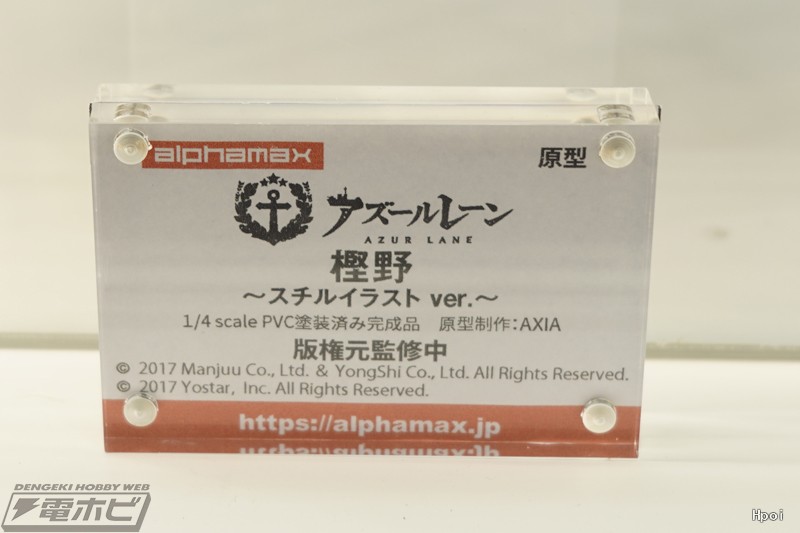 alphamax
原型
アズールレーン
AZUR LANE
樫野
～スチルイラスト ver.～
1/4 scale PVC塗装済み完成品　原型制作：AXIA
版権元監修中
© 2017 Manjuu Co., Ltd. & YongShi Co., Ltd. All Rights Reserved.
© 2017 Yostar, Inc. All Rights Reserved.
https://alphamax.jp
DENGEKI HOBBY WEB
電ホビ
Hpoi